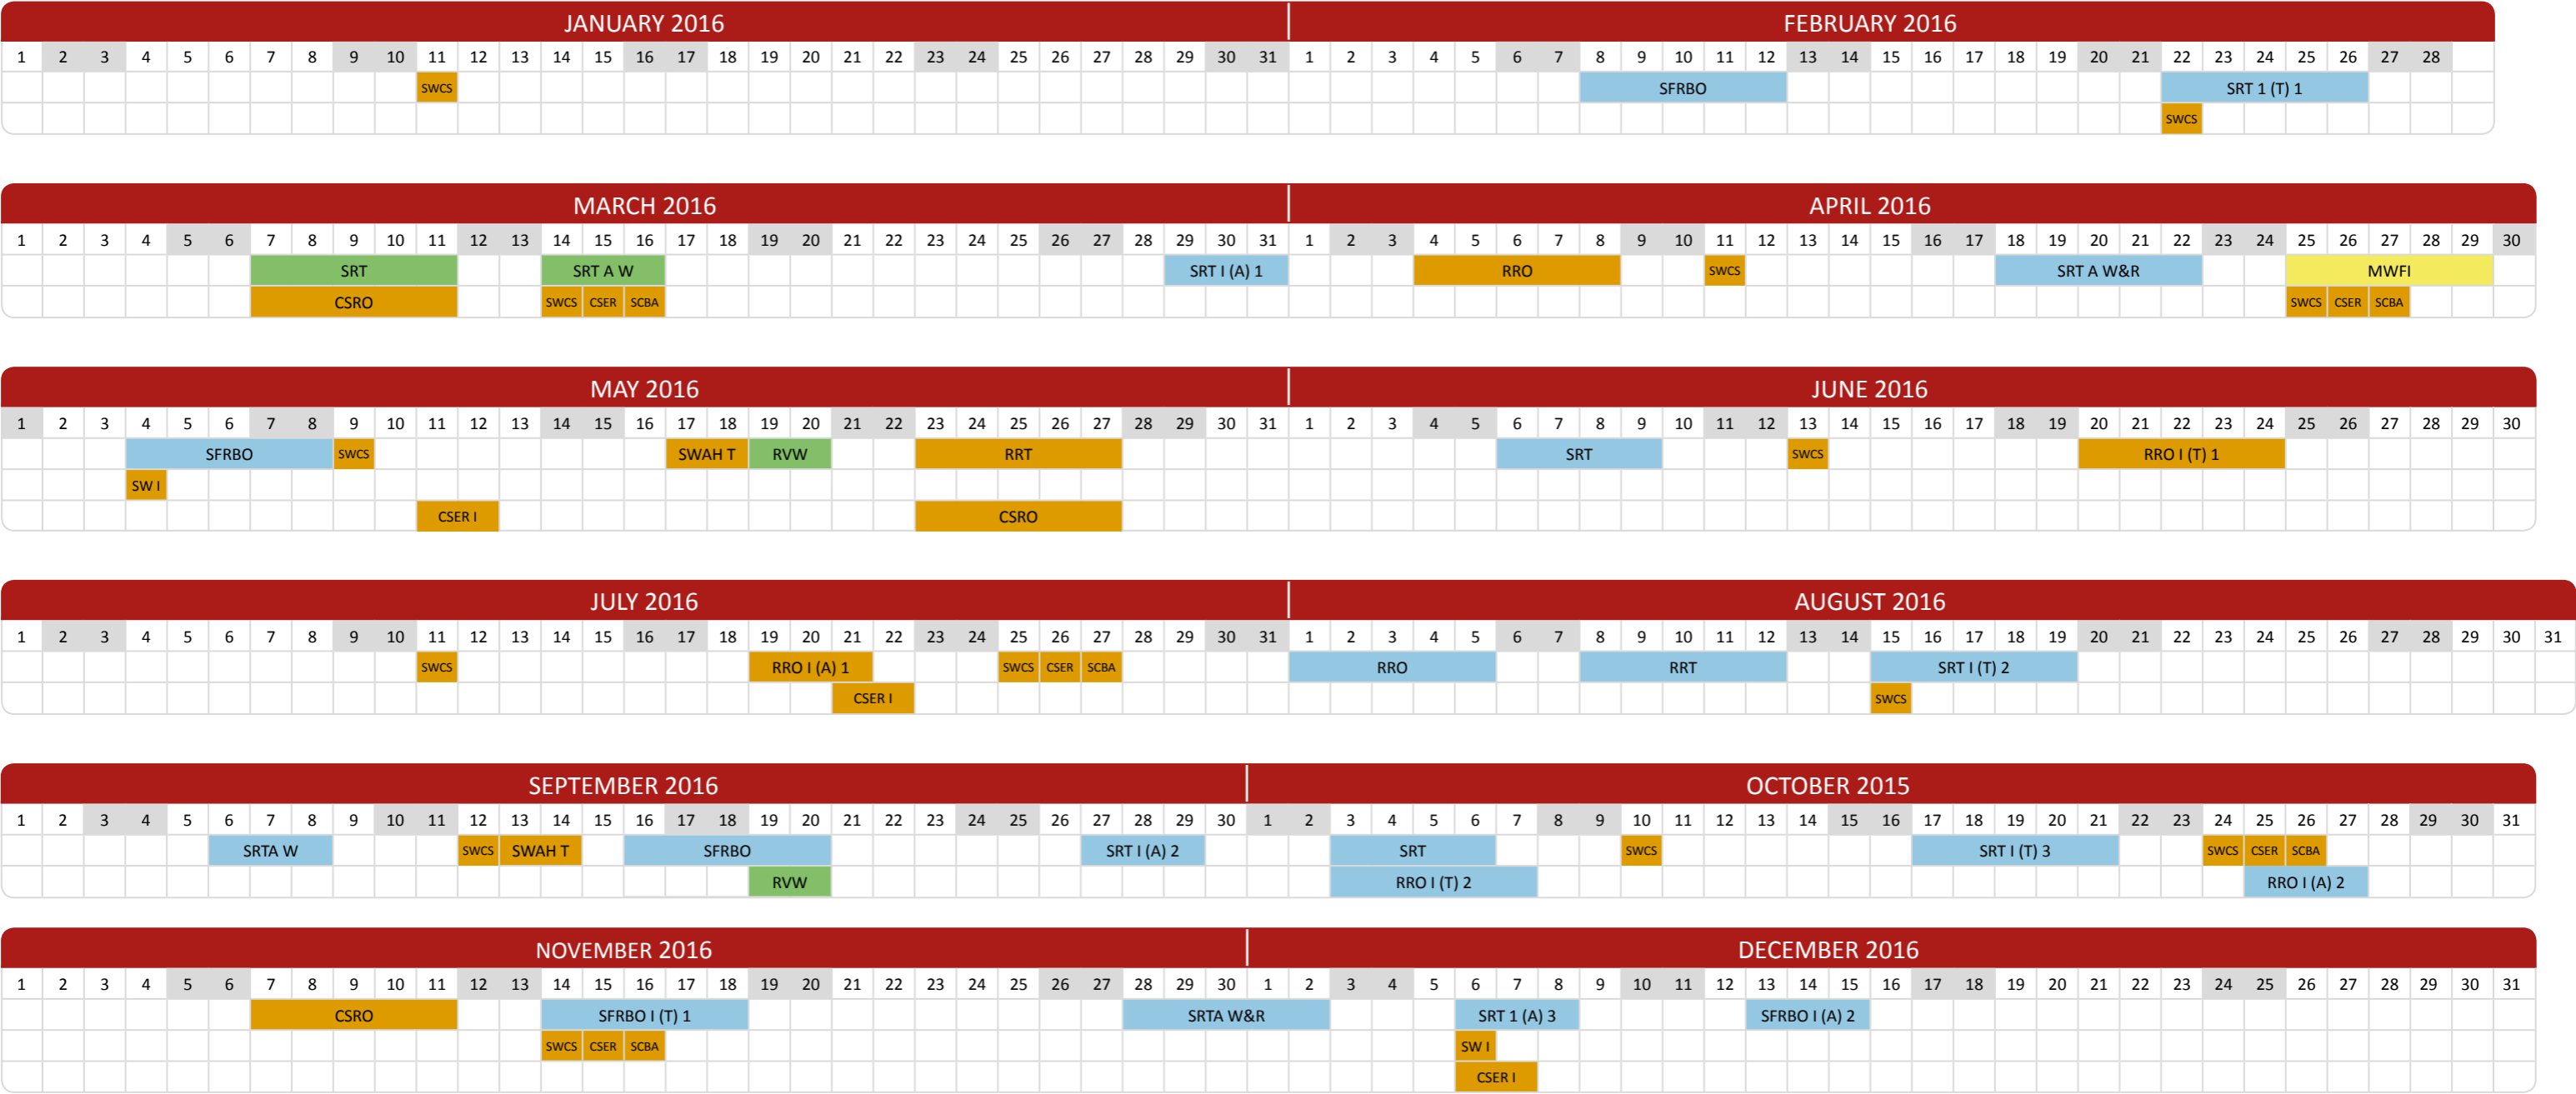 JANUARY 2016 FEBRUARY 2016
1 2 3 4 5 6 7 8 9 10 11 12 13 14 15 16 17 18 19 20 21 22 23 24 25 26 27 28 29 30 31 1 2 3 4 5 6 7 8 9 10 11 12 13 14 15 16 17 18 19 20 21 22 23 24 25 26 27 28
SWCS SFRBO SRT 1 (T) 1
SWCS
MARCH 2016 APRIL 2016
1 2 3 4 5 6 7 8 9 10 11 12 13 14 15 16 17 18 19 20 21 22 23 24 25 26 27 28 29 30 31 1 2 3 4 5 6 7 8 9 10 11 12 13 14 15 16 17 18 19 20 21 22 23 24 25 26 27 28 29 30
SRT SRT A W SRT I (A) 1 RRO SWCS SRT A W&R MWFI
CSRO SWCS CSER SCBA SWCS CSER SCBA
MAY 2016 JUNE 2016
1 2 3 4 5 6 7 8 9 10 11 12 13 14 15 16 17 18 19 20 21 22 23 24 25 26 27 28 29 30 31 1 2 3 4 5 6 7 8 9 10 11 12 13 14 15 16 17 18 19 20 21 22 23 24 25 26 27 28 29 30
SFRBO SWCS SWAH T RVW RRT SRT SWCS RRO I (T) 1
SW I
CSER I CSRO
JULY 2016 AUGUST 2016
1 2 3 4 5 6 7 8 9 10 11 12 13 14 15 16 17 18 19 20 21 22 23 24 25 26 27 28 29 30 31 1 2 3 4 5 6 7 8 9 10 11 12 13 14 15 16 17 18 19 20 21 22 23 24 25 26 27 28 29 30 31
SWCS RRO I (A) 1 SWCS CSER SCBA RRO RRT SRT I (T) 2
CSER I SWCS
SEPTEMBER 2016 OCTOBER 2015
1 2 3 4 5 6 7 8 9 10 11 12 13 14 15 16 17 18 19 20 21 22 23 24 25 26 27 28 29 30 1 2 3 4 5 6 7 8 9 10 11 12 13 14 15 16 17 18 19 20 21 22 23 24 25 26 27 28 29 30 31
SRTA W SWCS SWAH T SFRBO SRT I (A) 2 SRT SWCS SRT I (T) 3 SWCS CSER SCBA
RVW RRO I (T) 2 RRO I (A) 2
NOVEMBER 2016 DECEMBER 2016
1 2 3 4 5 6 7 8 9 10 11 12 13 14 15 16 17 18 19 20 21 22 23 24 25 26 27 28 29 30 1 2 3 4 5 6 7 8 9 10 11 12 13 14 15 16 17 18 19 20 21 22 23 24 25 26 27 28 29 30 31
CSRO SFRBO I (T) 1 SRTA W&R SRT 1 (A) 3 SFRBO I (A) 2
SWCS CSER SCBA SW I
CSER I